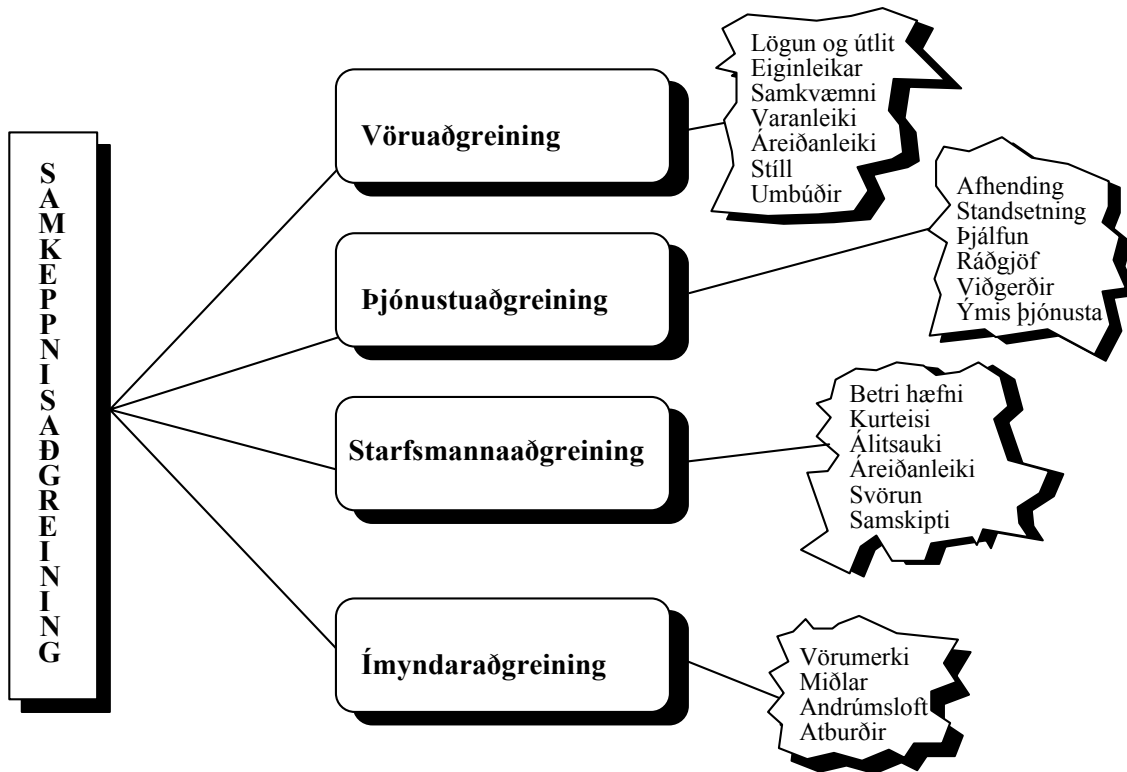 SAMKEPPNISAÐGREINING
Vöruaðgreining
Lögun og útlit
Eiginleikar
Samkvæmni
Varanleiki
Áreiðanleiki
Stíll
Umbúðir
Þjónustuaðgreining
Afhending
Standsetning
Þjálfun
Ráðgjöf
Viðgerðir
Ýmis þjónusta
Starfsmannaaðgreining
Betri hæfni
Kurteisi
Álitsauki
Áreiðanleiki
Svörun
Samskipti
Ímyndaraðgreining
Vörumerki
Miðlar
Andrúmsloft
Atburðir